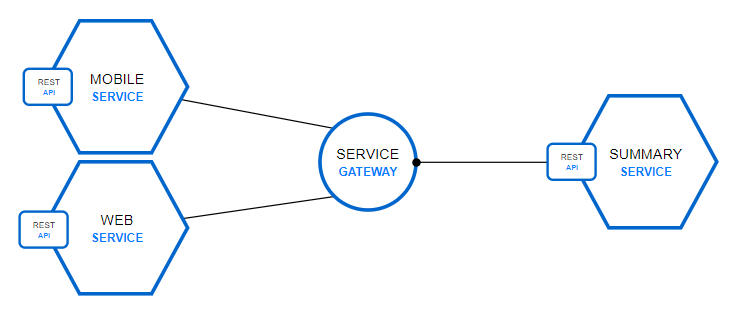 REST
API
MOBILE
SERVICE
REST
API
WEB
SERVICE
SERVICE
GATEWAY
REST
API
SUMMARY
SERVICE